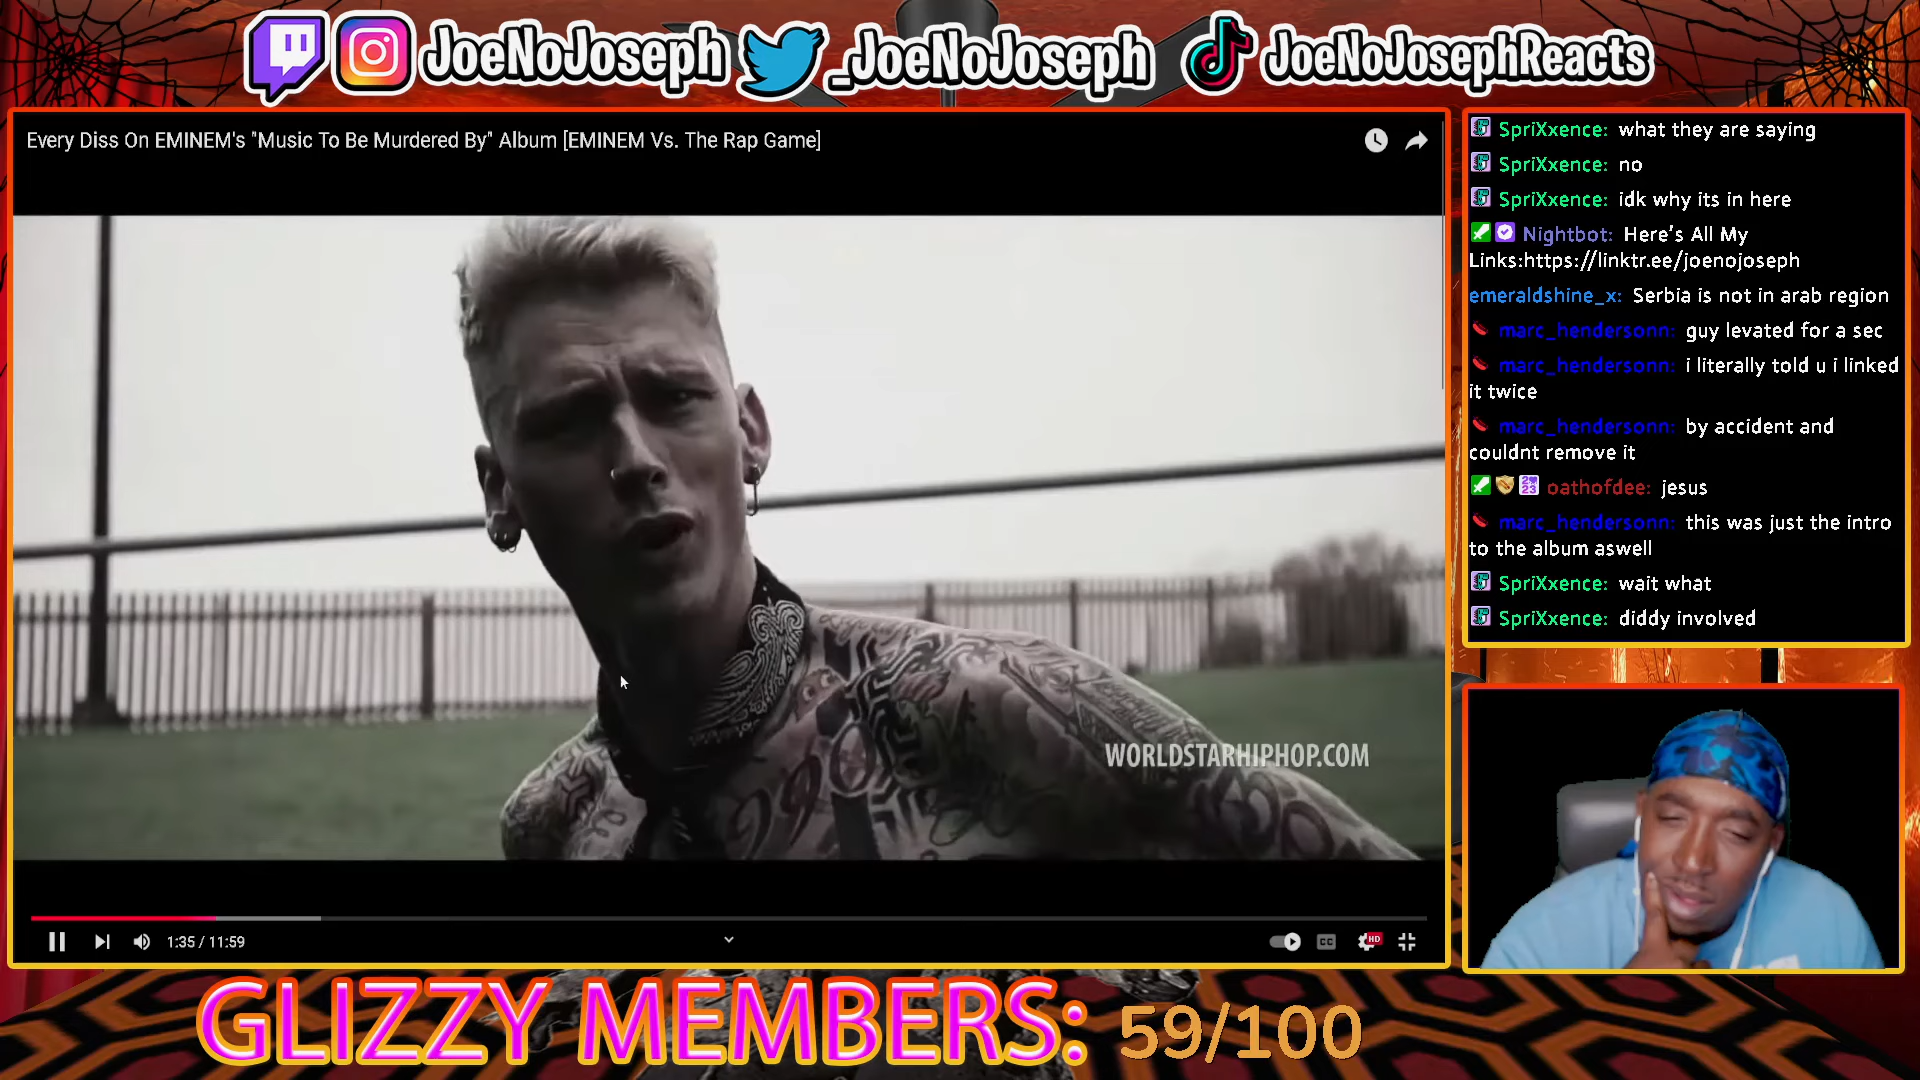 JoeNoJoseph _JoeNoJoseph JoeNoJosephReacts
Every Diss On EMINEM's "Music To Be Murdered By" Album [EMINEM Vs. The Rap Game]
WORLDSTARHIPHOP.COM
1:35 / 11:59
CC
HD
SpriXxence: what they are saying
SpriXxence: no
SpriXxence: idk why its in here
Nightbot: Here's All My
Links:https://linktr.ee/joenojoseph
emeraldshine_x: Serbia is not in arab region
marc_hendersonn: guy levated for a sec
marc_hendersonn: i literally told u i linked
it twice
marc_hendersonn: by accident and
couldnt remove it
oathofdee: jesus
marc_hendersonn: this was just the intro
to the album aswell
SpriXxence: wait what
SpriXxence: diddy involved
GLIZZY MEMBERS: 59/100